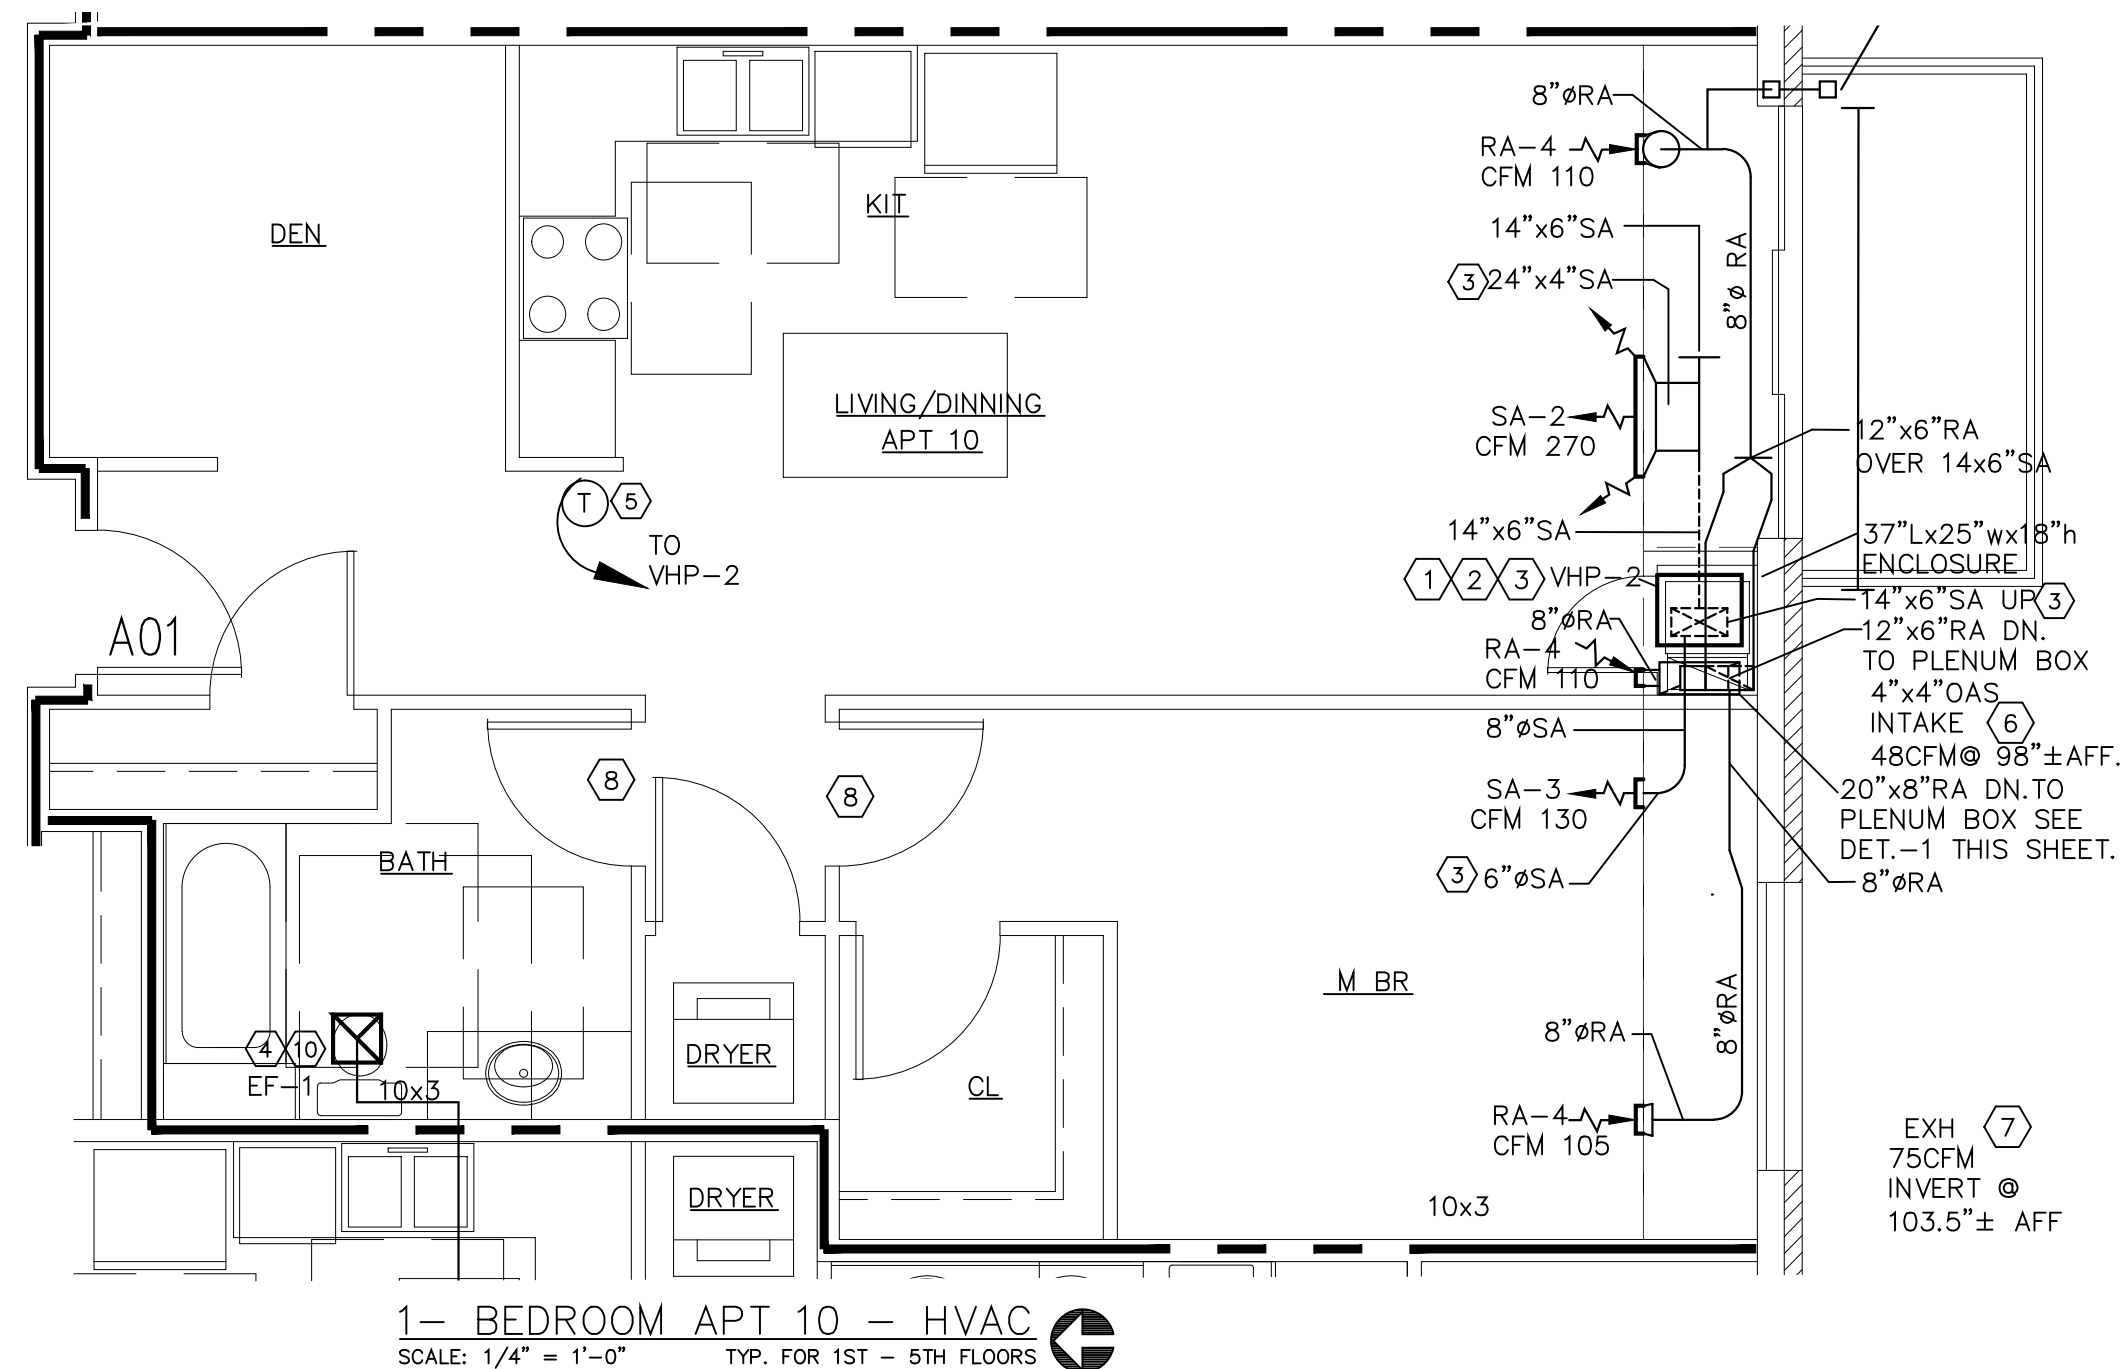 DEN
KIT
LIVING/DINNING
APT 10
8"øRA
RA-4
CFM 110
14"x6"SA
3
24"x4"SA
8"ø RA
SA-2
CFM 270
12"x6"RA
OVER 14x6"SA
T
5
TO
VHP-2
14"x6"SA
37"Lx25"wx18"h
ENCLOSURE
1
2
3
VHP-2
14"x6"SA UP
3
8"øRA
RA-4
CFM 110
12"x6"RA DN.
TO PLENUM BOX
4"x4"OAS
INTAKE
6
48CFM@ 98"±AFF.
A01
8"øSA
SA-3
CFM 130
20"x8"RA DN.TO
PLENUM BOX SEE
DET.-1 THIS SHEET.
8
8
3
6"øSA
8"øRA
BATH
M BR
4
10
EF-1
10x3
DRYER
CL
8"øRA
8"øRA
RA-4
CFM 105
EXH
7
75CFM
INVERT @
103.5"± AFF
DRYER
10x3
1- BEDROOM APT 10 - HVAC
SCALE: 1/4" = 1'-0"
TYP. FOR 1ST - 5TH FLOORS